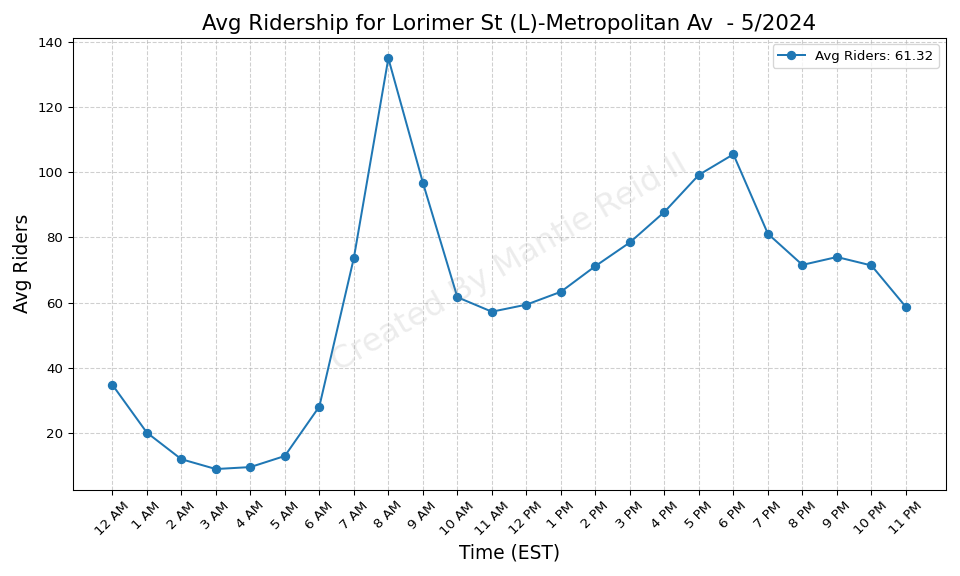 Avg Ridership for Lorimer St (L)-Metropolitan Av - 5/2024
Avg Riders: 61.32
140
120
100
80
60
40
20
Avg Riders
Created By Mantie Reid II
12 AM
1 AM
2 AM
3 AM
4 AM
5 AM
6 AM
7 AM
8 AM
9 AM
10 AM
11 AM
12 PM
1 PM
2 PM
3 PM
4 PM
5 PM
6 PM
7 PM
8 PM
9 PM
10 PM
11 PM
Time (EST)